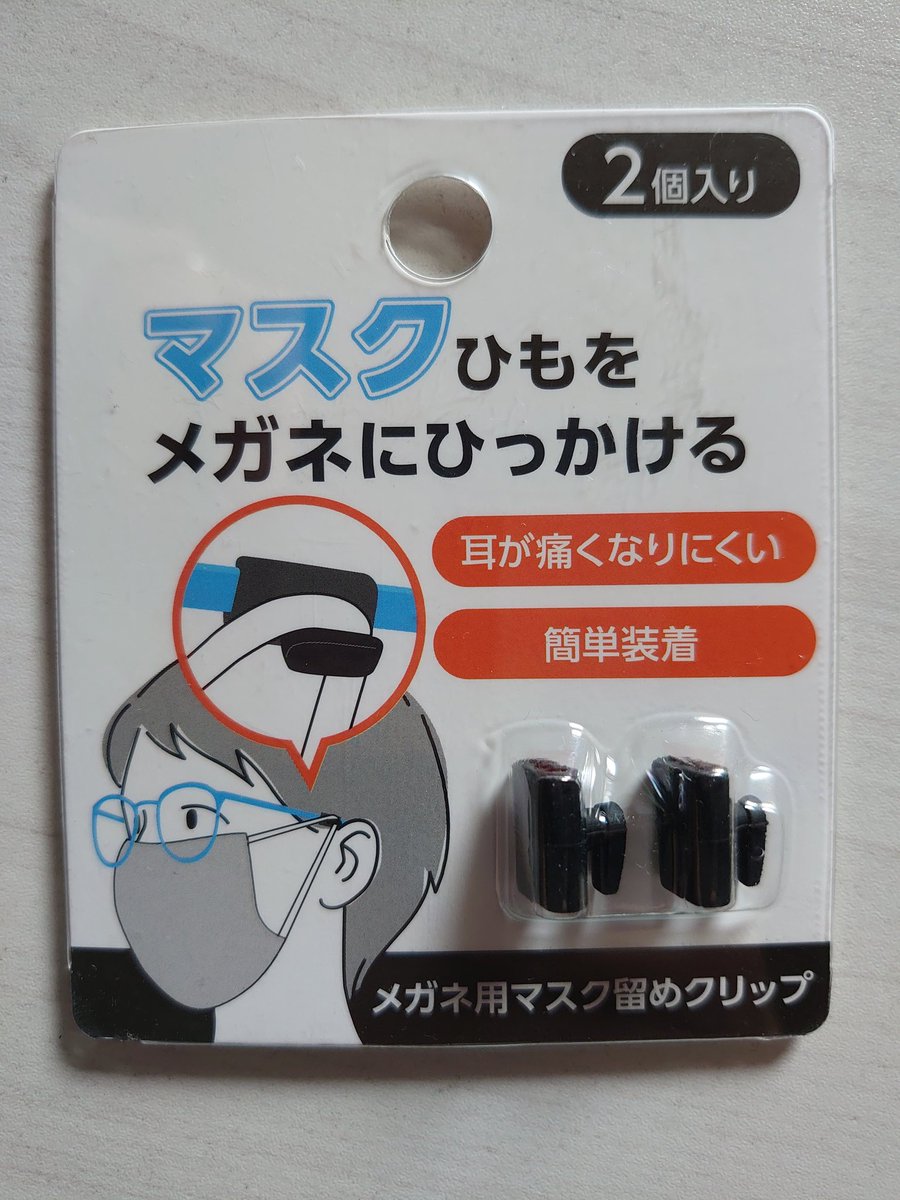 2個入り
マスクひもを
メガネにひっかける
耳が痛くなりにくい
簡単装着
メガネ用マスク留めクリップ